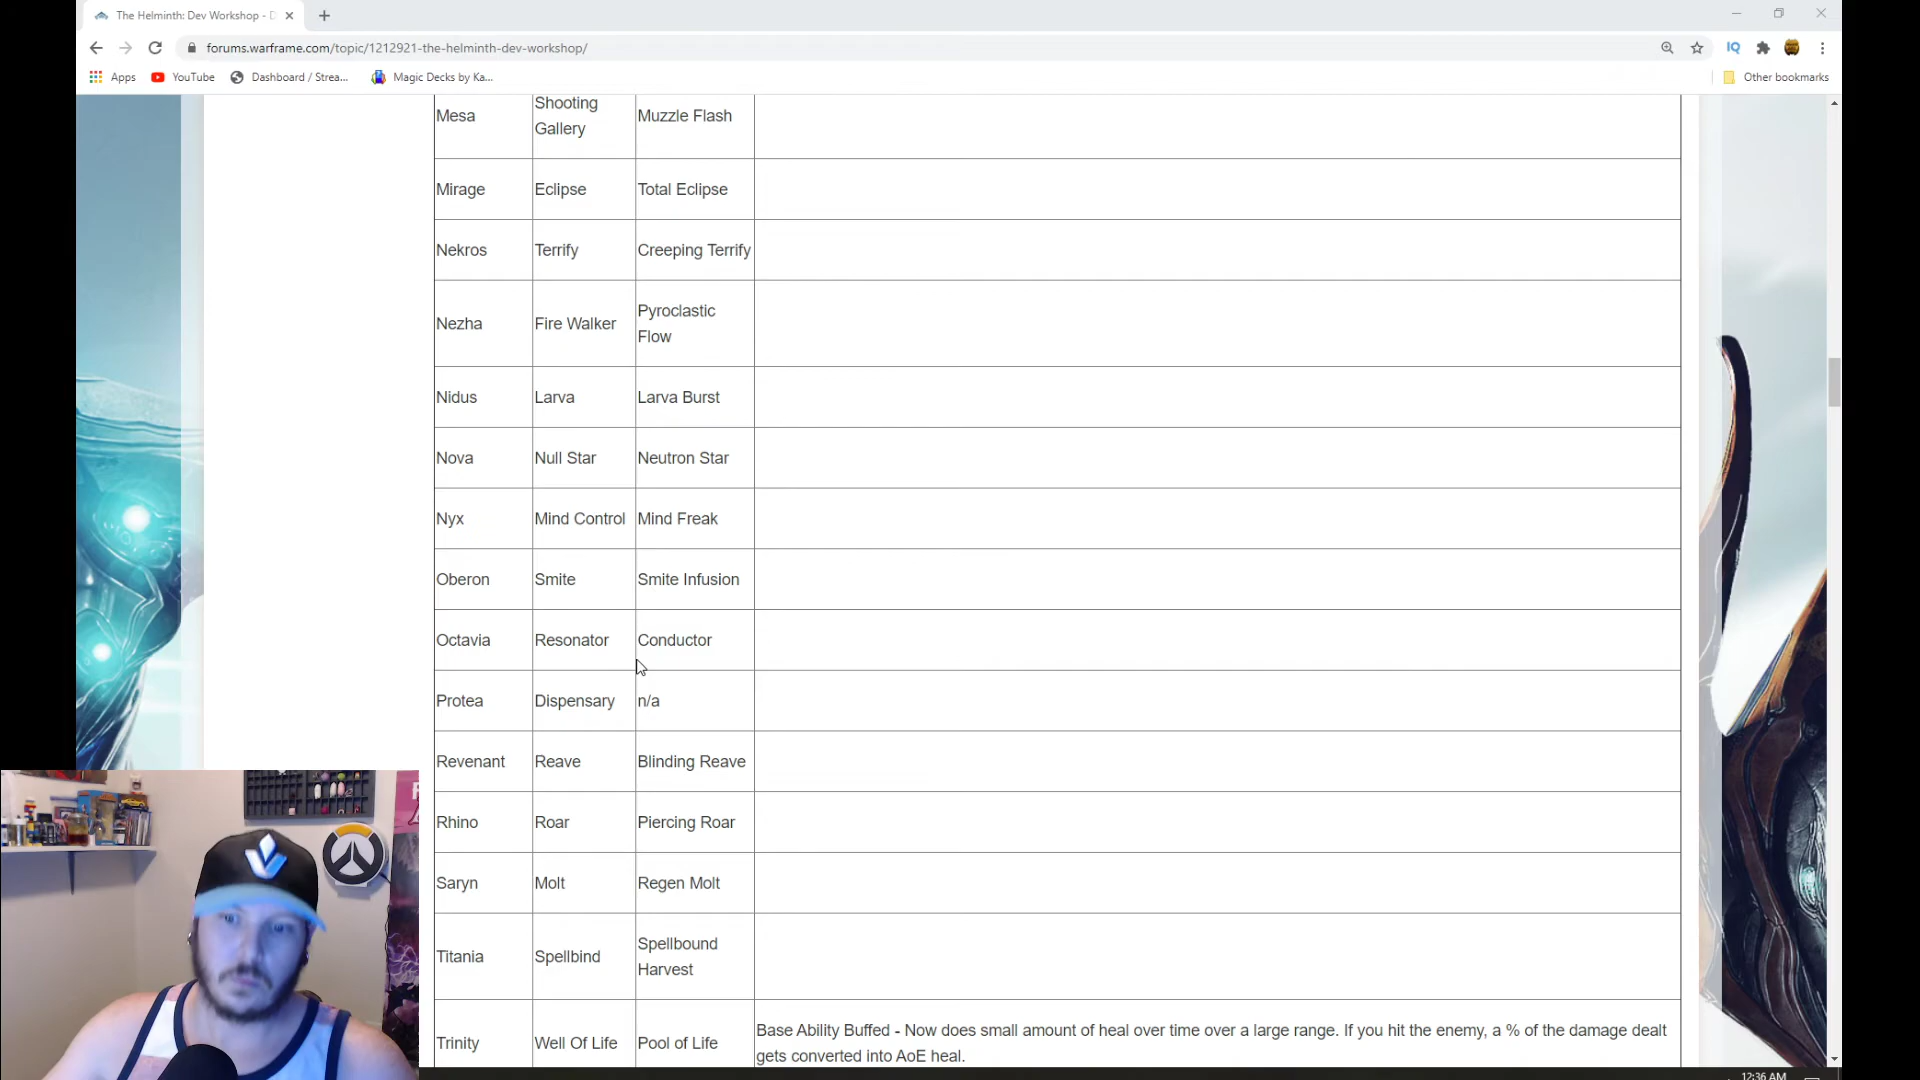 The Helminth: Dev Workshop - D
forums.warframe.com/topic/1212921-the-helminth-dev-workshop/
IQ
Apps YouTube Dashboard / Strea... Magic Decks by Ka... Other bookmarks
Mesa Shooting Gallery Muzzle Flash
Mirage Eclipse Total Eclipse
Nekros Terrify Creeping Terrify
Nezha Fire Walker Pyroclastic Flow
Nidus Larva Larva Burst
Nova Null Star Neutron Star
Nyx Mind Control Mind Freak
Oberon Smite Smite Infusion
Octavia Resonator Conductor
Protea Dispensary n/a
Revenant Reave Blinding Reave
Rhino Roar Piercing Roar
Saryn Molt Regen Molt
Titania Spellbind Spellbound Harvest
Trinity Well Of Life Pool of Life Base Ability Buffed - Now does small amount of heal over time over a large range. If you hit the enemy, a % of the damage dealt
gets converted into AoE heal.
12:36 AM